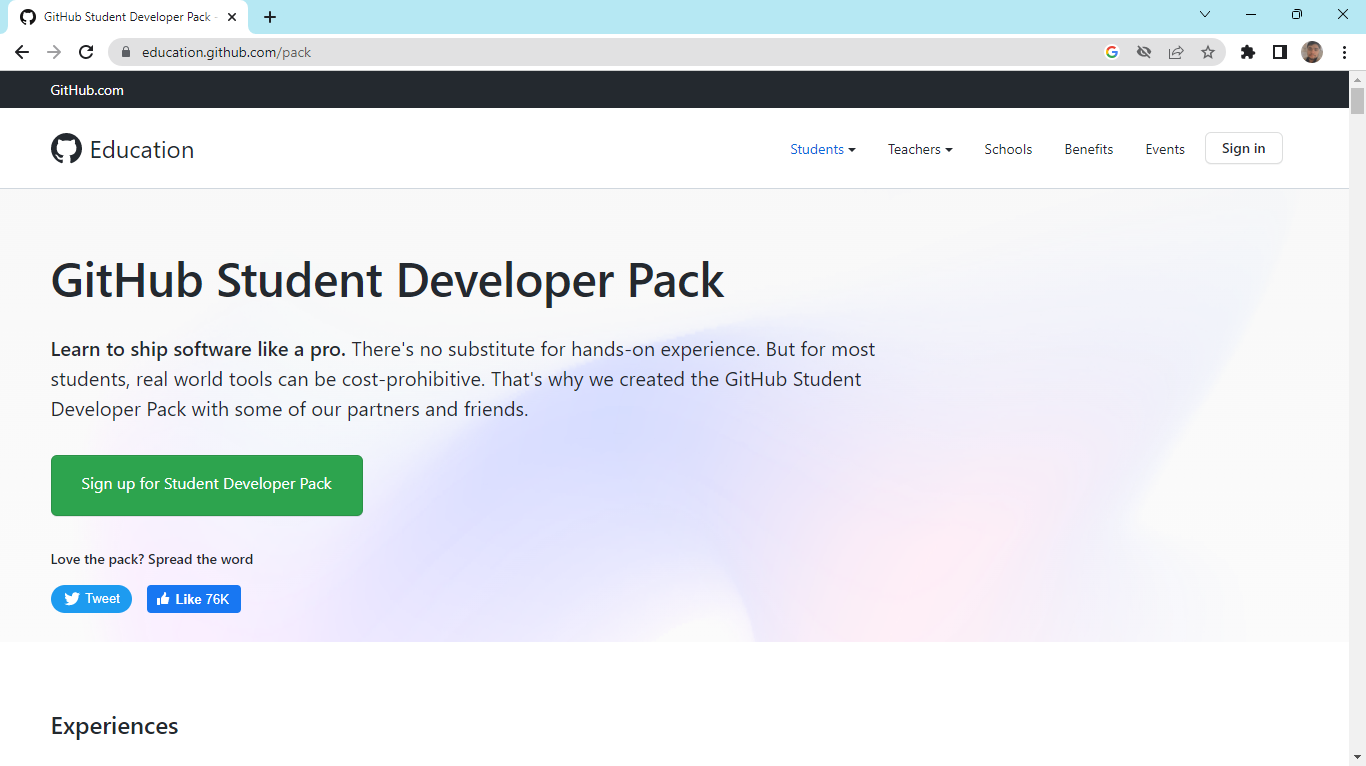 GitHub Student Developer Pack -
education.github.com/pack
GitHub.com
Education
Students
Teachers
Schools
Benefits
Events
Sign in
GitHub Student Developer Pack
Learn to ship software like a pro. There's no substitute for hands-on experience. But for most
students, real world tools can be cost-prohibitive. That's why we created the GitHub Student
Developer Pack with some of our partners and friends.
Sign up for Student Developer Pack
Love the pack? Spread the word
Tweet
Like 76K
Experiences